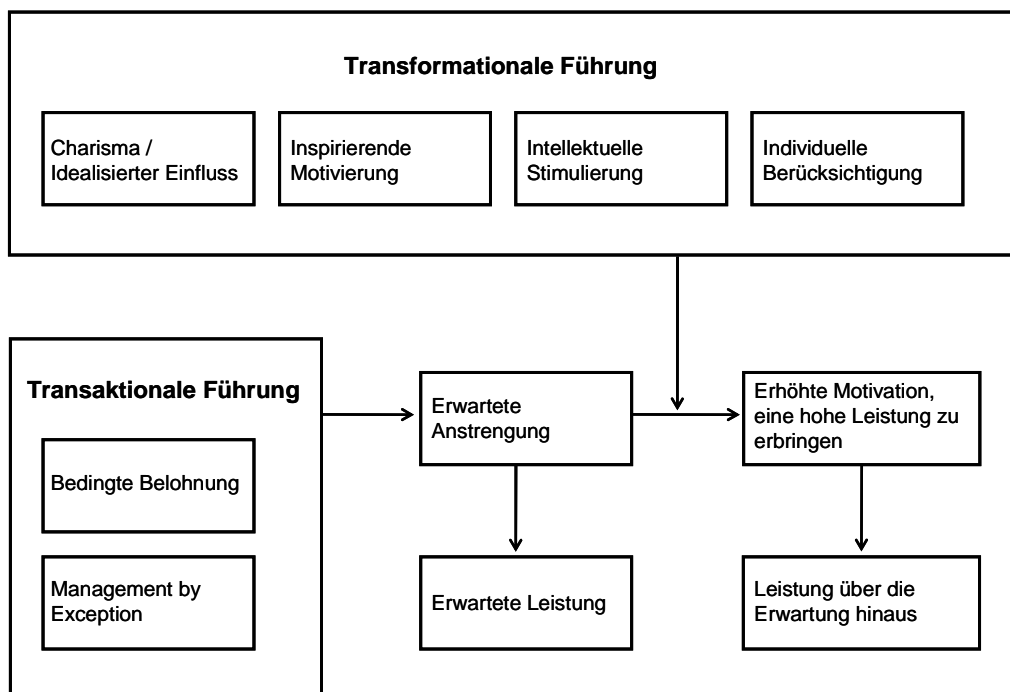 Transformationale Führung
Charisma /
Idealisierter Einfluss
Inspirierende
Motivierung
Intellektuelle
Stimulierung
Individuelle
Berücksichtigung
Transaktionale Führung
Bedingte Belohnung
Management by
Exception
Erwartete
Anstrengung
Erhöhte Motivation,
eine hohe Leistung zu
erbringen
Erwartete Leistung
Leistung über die
Erwartung hinaus